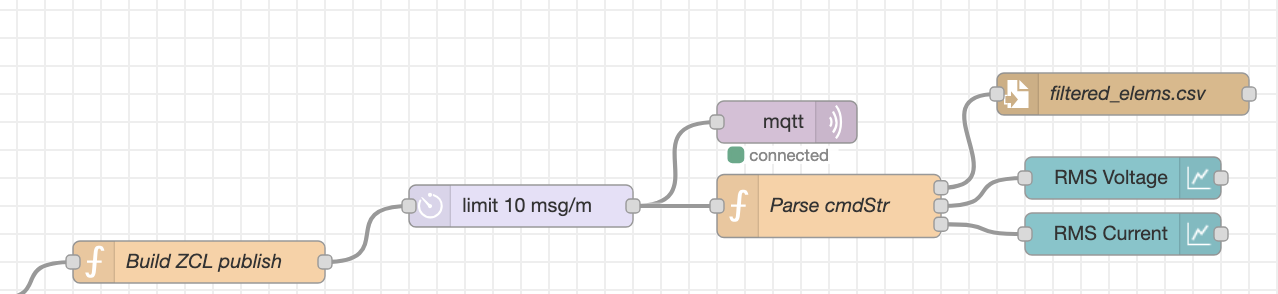 filtered_elems.csv
mqtt
connected
RMS Voltage
limit 10 msg/m
Parse cmdStr
RMS Current
Build ZCL publish